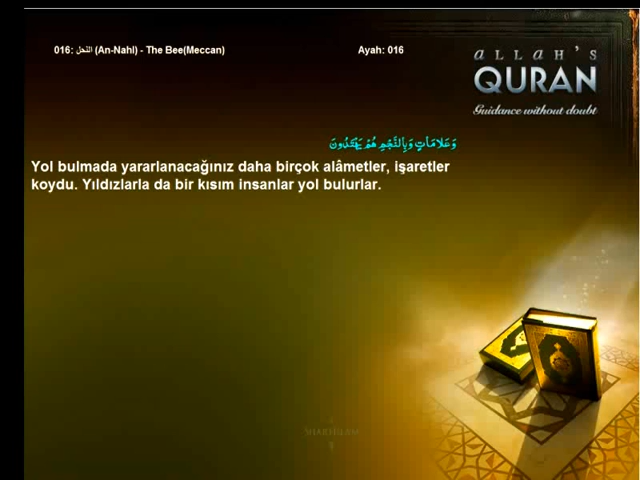 016: النحل (An-Nahl) - The Bee(Meccan)
Ayah: 016
ALLAH'S
QURAN
Guidance without doubt
وَعَلَامَاتٍ وَبِالنَّجْمِ هُمْ يَهْتَدُونَ
Yol bulmada yararlanacağınız daha birçok alâmetler, işaretler
koydu. Yıldızlarla da bir kısım insanlar yol bulurlar.